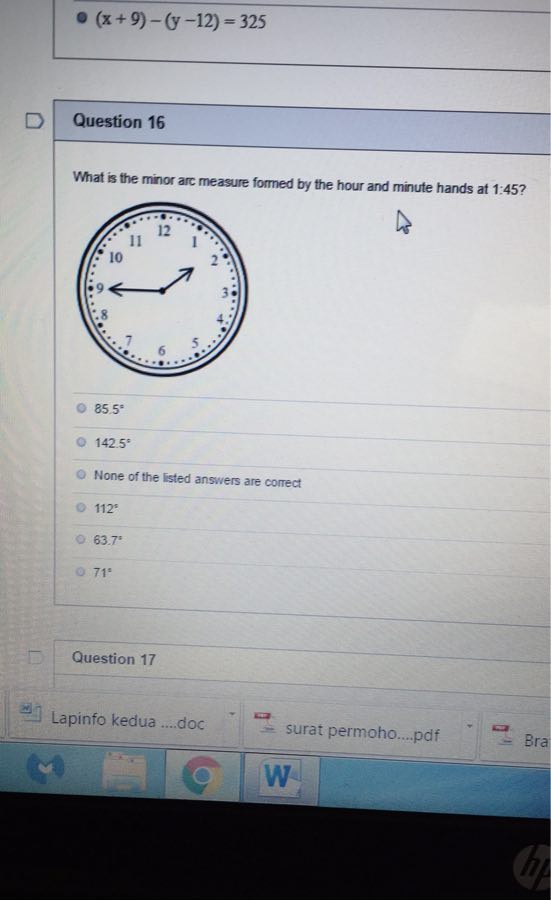 (x + 9) – (y –12) = 325
Question 16
What is the minor arc measure formed by the hour and minute hands at 1:45?
12
11
1
10
2
9
3
8
4
7
5
6
85.5°
142.5°
None of the listed answers are correct
112°
63.7°
71°
Question 17
Lapinfo kedua ....doc
surat permoho....pdf
Bra
W
hp